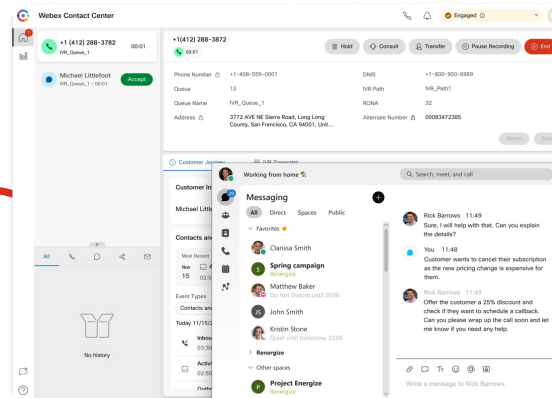 Webex Contact Center
Engaged
+1 (412) 288-3782
IVR_Queue_1
00:01
Michael Littlefoot
IVR_Queue_1 - 00:01
Accept
All
No history
+1(412) 288-3872
00:01
Hold
Consult
Transfer
Pause Recording
End
Phone Number
+1-408-555-0001
DNIS
+1-800-900-8989
Queue
12
IVR Path
IVR_Path1
Queue Name
IVR_Queue_1
RONA
32
Address
3772 AVE NE Sierra Road, Long Long
County, San Francisco, CA 94001, Unit...
Alternate Number
00083472385
Revert
Customer Journey
IVR Transcript
Customer In
Michael Little
Contacts an
Most Recent
Nov
15
02:5
Event Types
Contacts an
Today 11/15/2
Inbou
03:30
Activi
02:50
Working from home
Search, meet, and call
20
Messaging
All
Direct
Spaces
Public
Favorites
Clarissa Smith
S
Spring campaign
Renergize
Matthew Baker
Do Not Disturb until 16:00
JS
John Smith
Kristin Stone
Quiet until tomorrow, 10:00
Renergize
Other spaces
P
Project Energize
Renergize
Rick Barrows 11:49
Sure, I will help with that. Can you explain
the details?
You 11:48
Customer wants to cancel their subscription
as the new pricing change is expensive for
them.
Rick Barrows 11:49
Offer the customer a 25% discount and
check if they want to schedule a callback.
Can you please wrap up the call soon and let
me know if you need any help.
Write a message to Rick Barrows